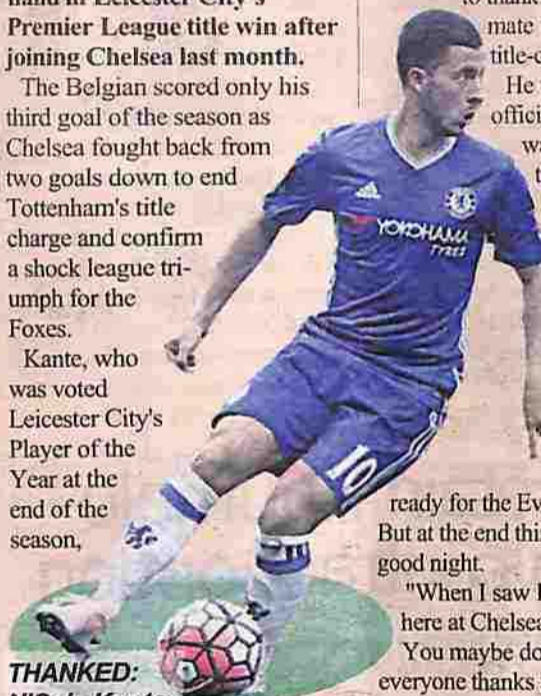 Premier League title win after
joining Chelsea last month.
The Belgian scored only his
third goal of the season as
Chelsea fought back from
two goals down to end
Tottenham's title
charge and confirm
a shock league tri-
umph for the
Foxes.
Kante, who
was voted
Leicester City's
Player of the
Year at the
end of the
season,
THANKED:
YOKOHAMA
TYRES
10
mate
He
ready for the Ev
But at the end this
good night.
"When I saw
here at Chelsea
You maybe do
everyone thanks